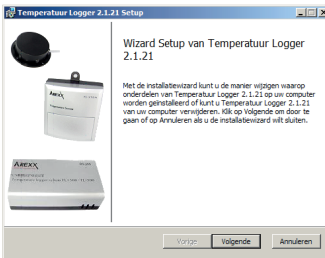 Temperatuur Logger 2.1.21 Setup
Wizard Setup van Temperatuur Logger
2.1.21
Met de installatiewizard kunt u de manier wijzigen waarop
onderdelen van Temperatuur Logger 2.1.21 op uw computer
worden geïnstalleerd of kunt u Temperatuur Logger 2.1.21
van uw computer verwijderen. Klik op Volgende om door te
gaan of op Annuleren als u de installatiewizard wilt sluiten.
AREXX
AREXX
Vorige
Volgende
Annuleren